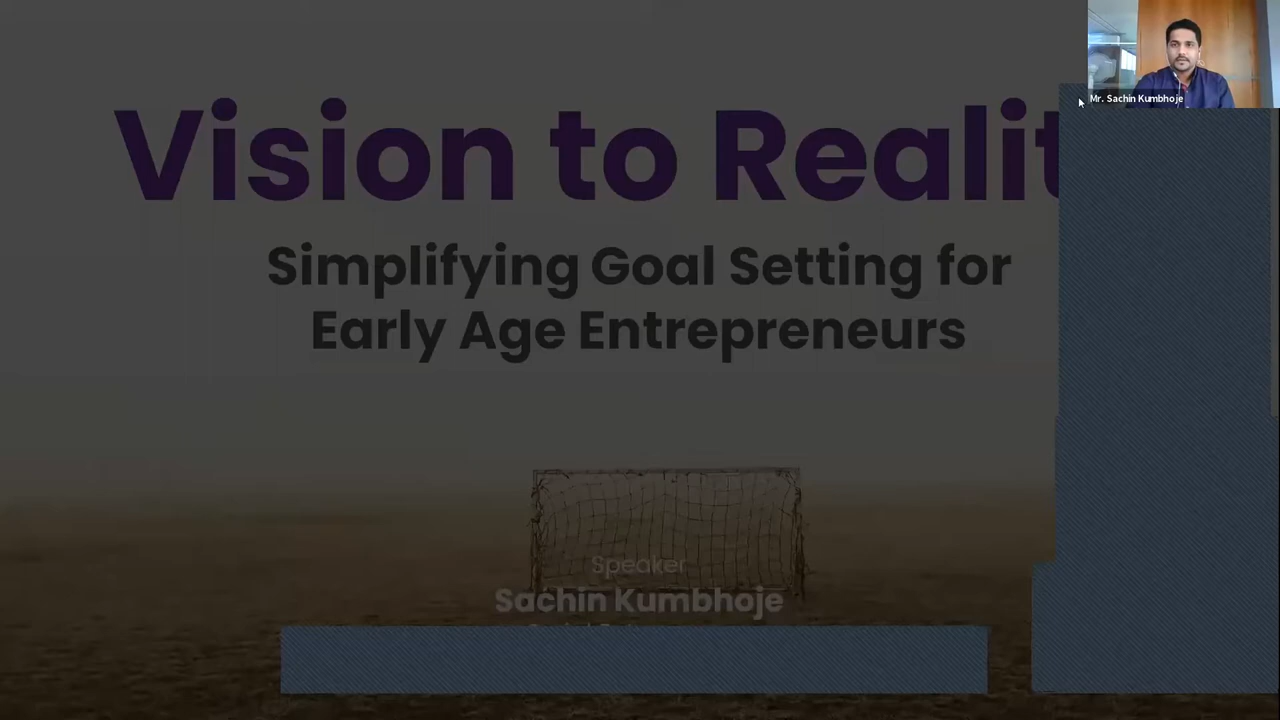 Mr. Sachin Kumbhoje
Vision to Realit
Simplifying Goal Setting for
Early Age Entrepreneurs
Speaker
Sachin Kumbhoje